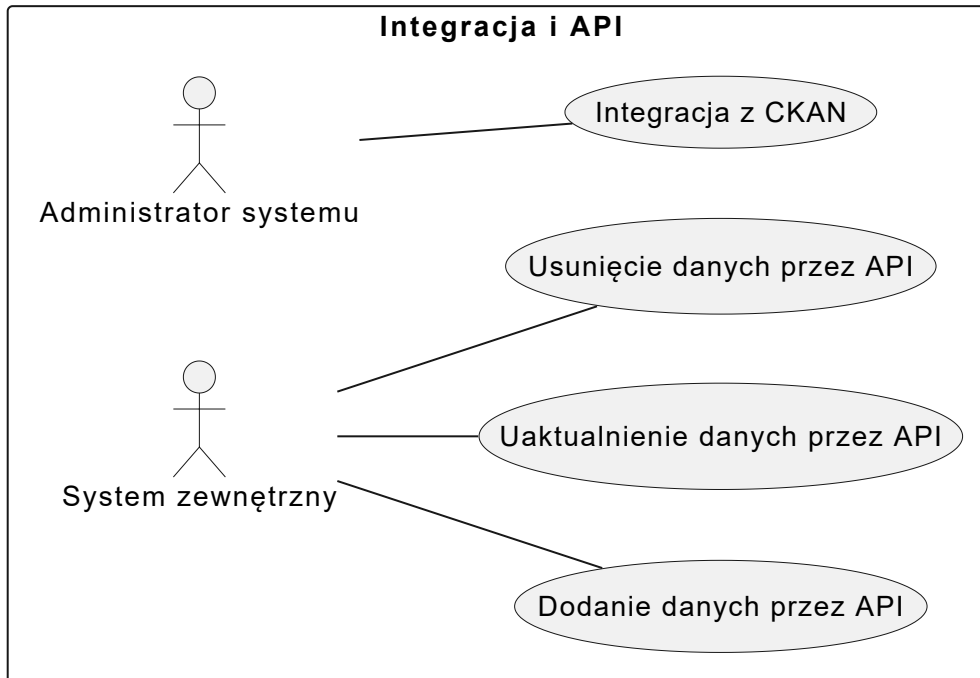 Integracja i API
Integracja z CKAN
Administrator systemu
Usunięcie danych przez API
Uaktualnienie danych przez API
System zewnętrzny
Dodanie danych przez API